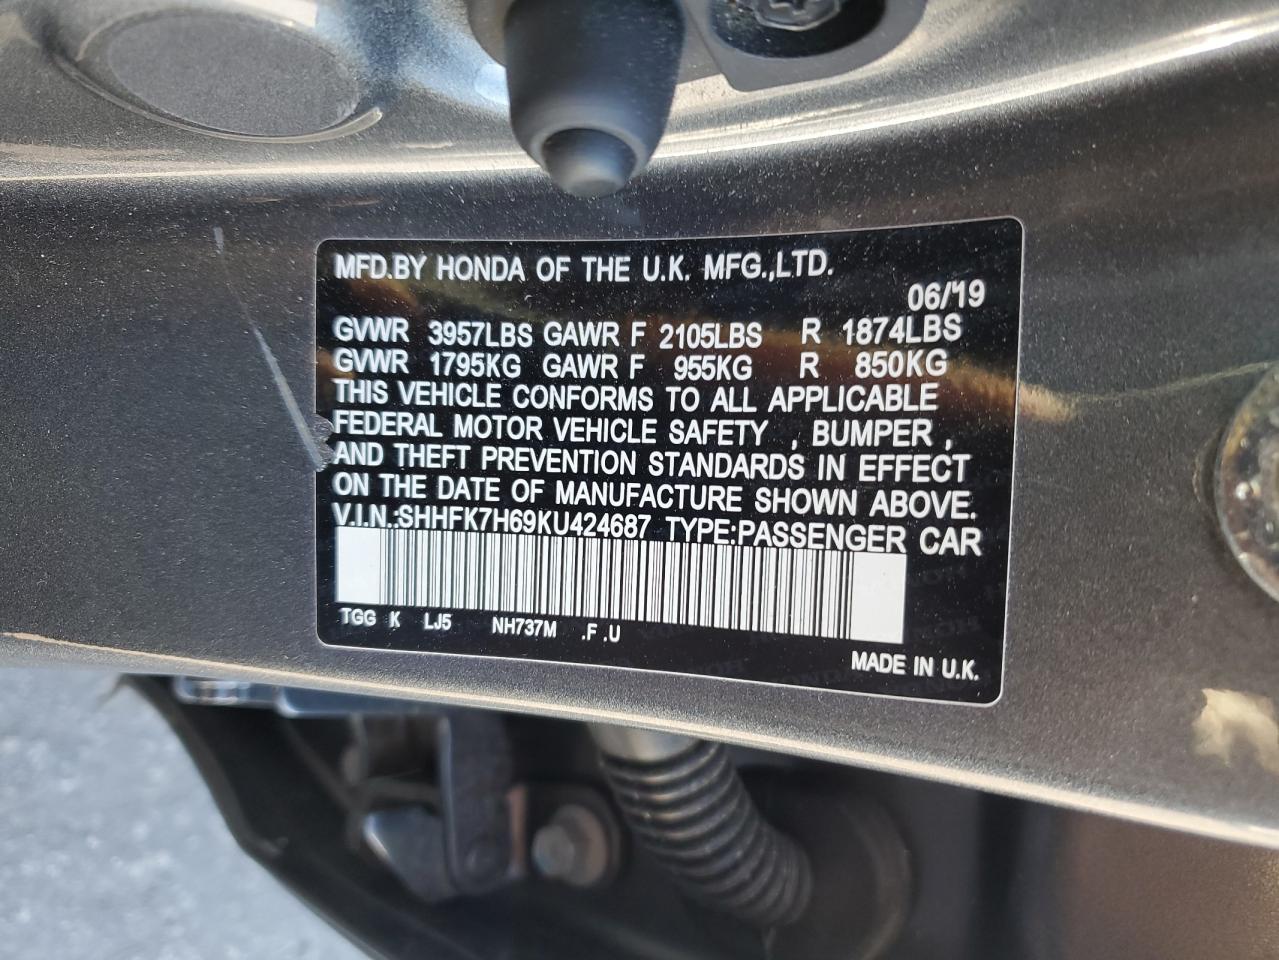 MFD.BY HONDA OF THE U.K. MFG.,LTD.
06/'19
GVWR 3957LBS GAWR F 2105LBS R 1874LBS
GVWR 1795KG GAWR F 955KG R 850KG
THIS VEHICLE CONFORMS TO ALL APPLICABLE
FEDERAL MOTOR VEHICLE SAFETY , BUMPER ,
AND THEFT PREVENTION STANDARDS IN EFFECT
ON THE DATE OF MANUFACTURE SHOWN ABOVE.
V.I.N.:SHHFK7H69KU424687 TYPE:PASSENGER CAR
TGG K LJ5 NH737M .F .U
MADE IN U.K.